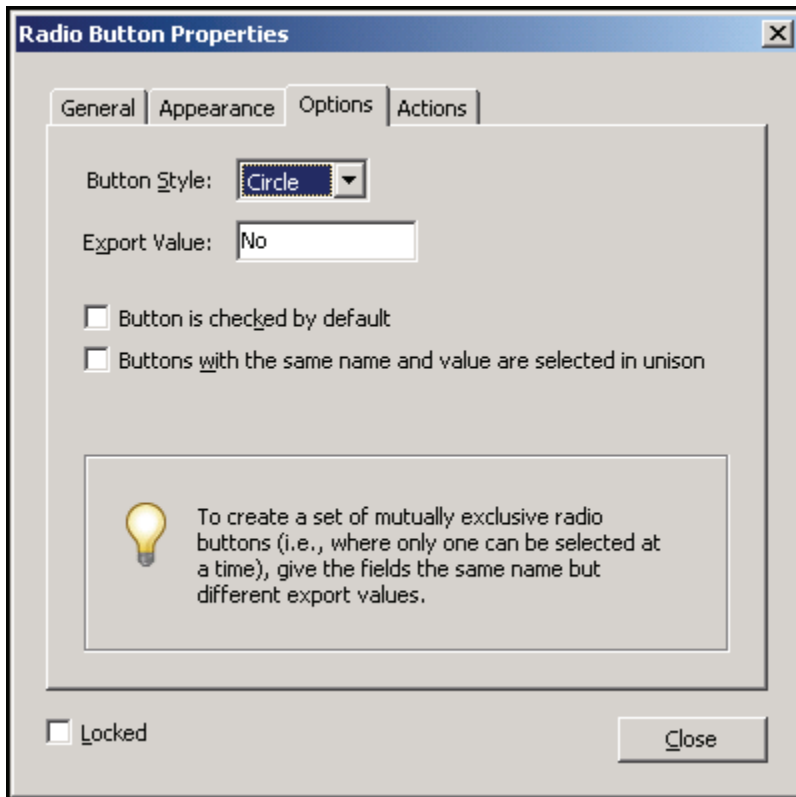 Radio Button Properties
General Appearance Options Actions
Button Style: Circle
Export Value: No
Button is checked by default
Buttons with the same name and value are selected in unison
To create a set of mutually exclusive radio
buttons (i.e., where only one can be selected at
a time), give the fields the same name but
different export values.
Locked
Close